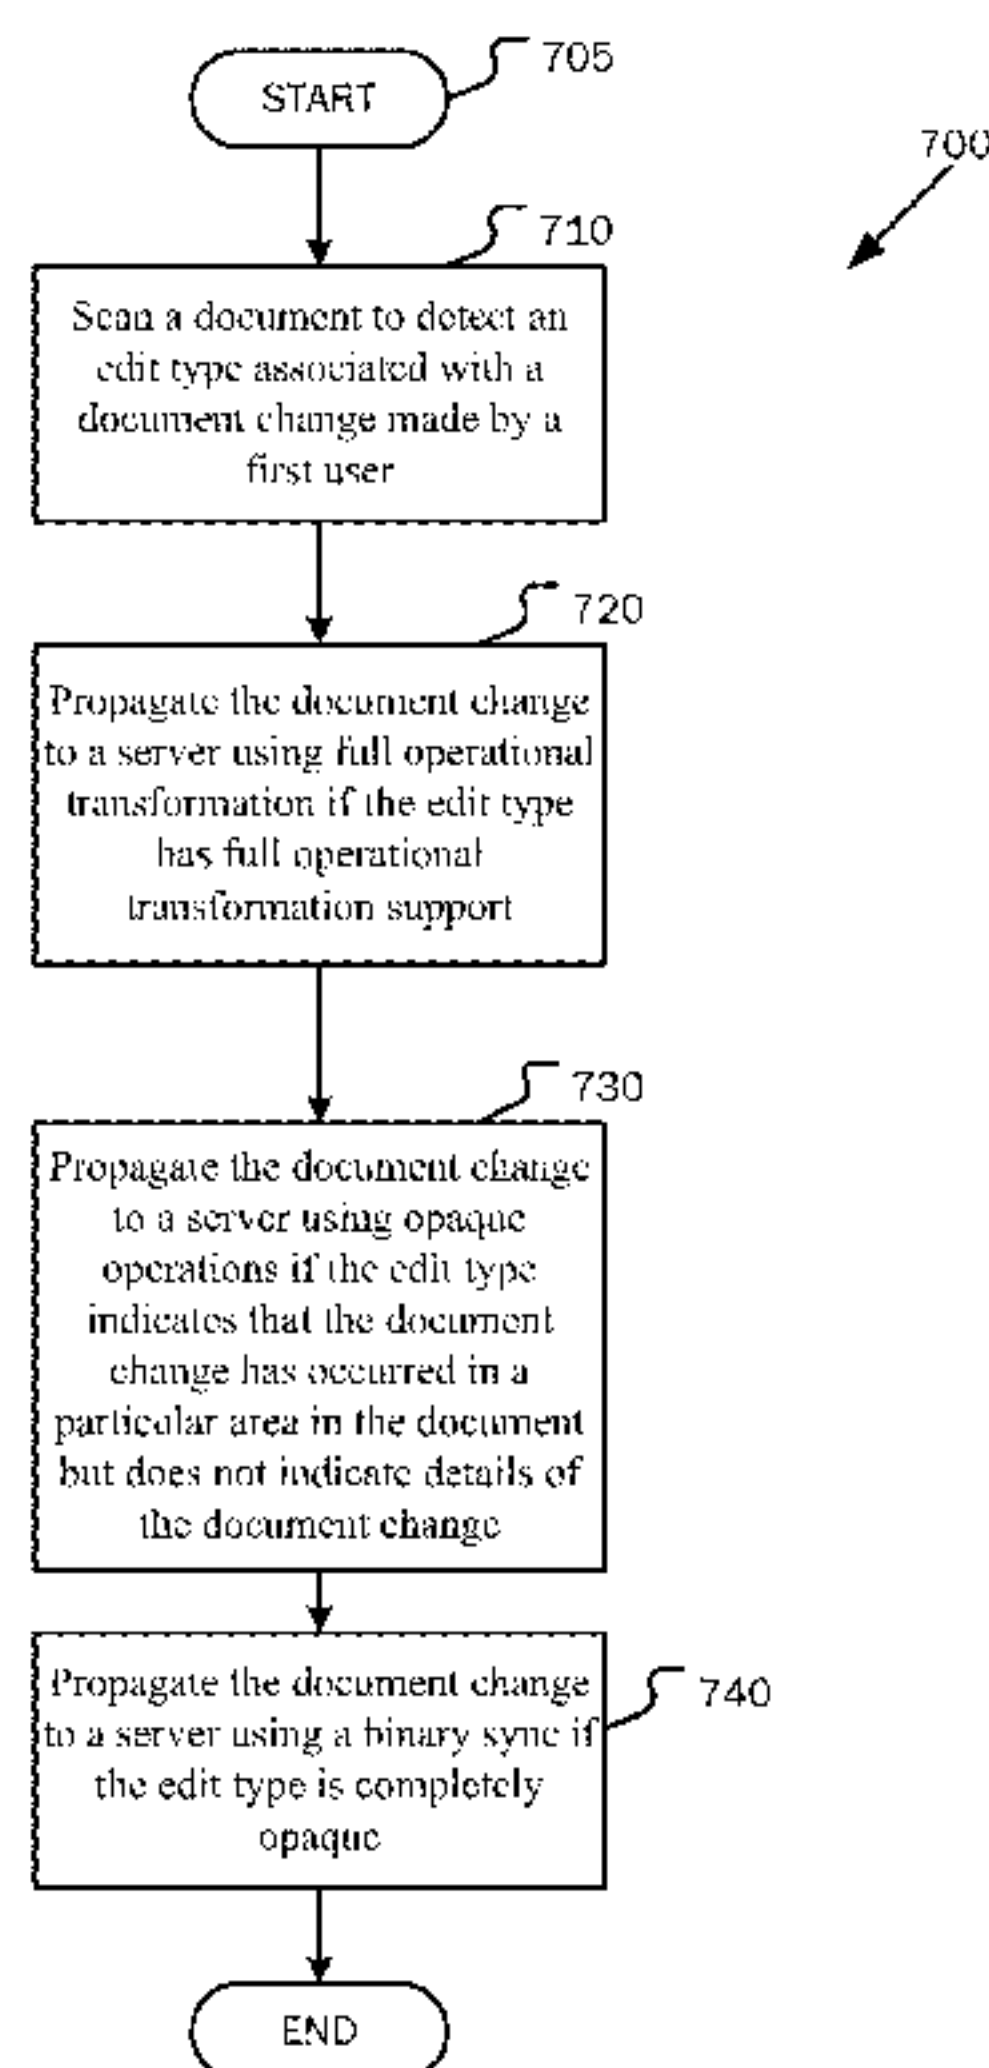 START
705
700
710
Scan a document to detect an
edit type associated with a
document change made by a
first user
720
Propagate the document change
to a server using full operational
transformation if the edit type
has full operational
transformation support
730
Propagate the document change
to a server using opaque
operations if the edit type
indicates that the document
change has occurred in a
particular area in the document
but does not indicate details of
the document change
Propagate the document change
to a server using a binary sync if
the edit type is completely
opaque
740
END